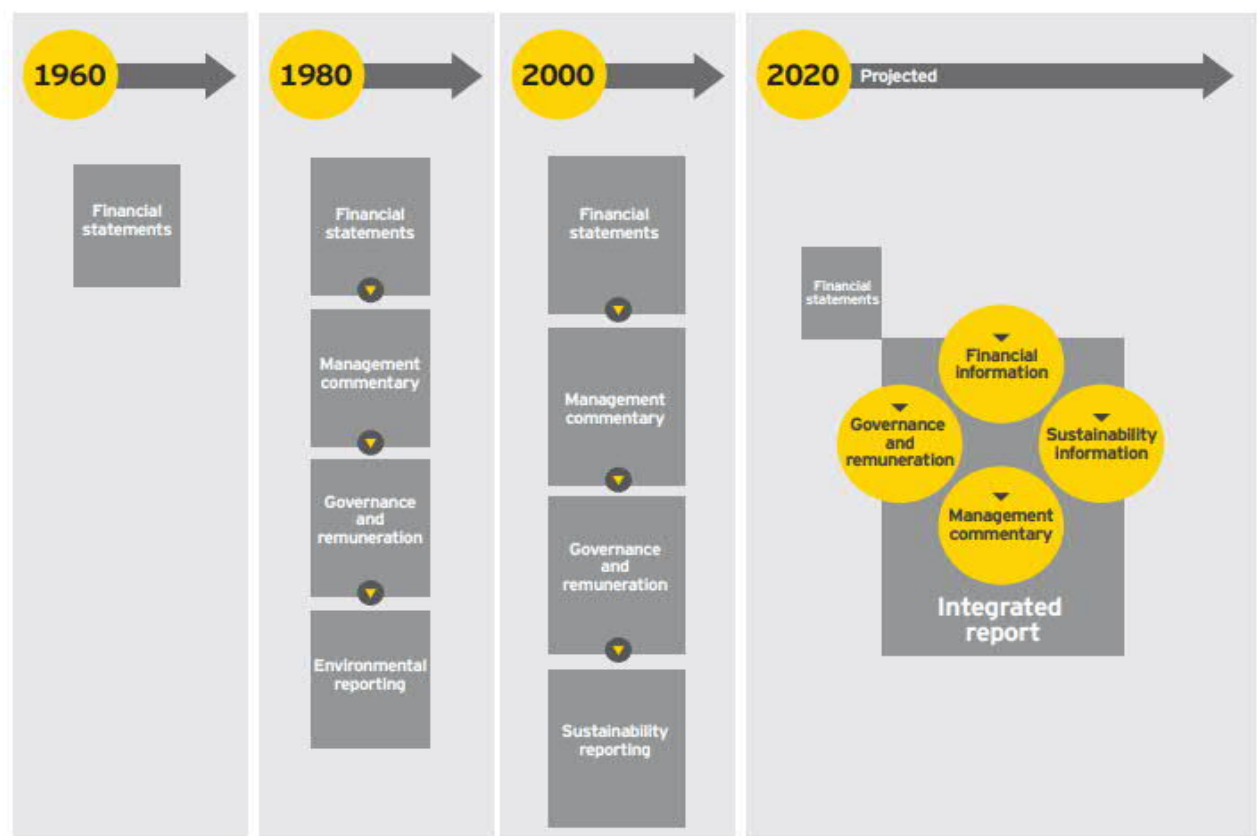 1960
Financial
statements
1980
Financial
statements
Management
commentary
Governance
and
remuneration
Environmental
reporting
2000
Financial
statements
Management
commentary
Governance
and
remuneration
Sustainability
reporting
2020
Projected
Financial
statements
Financial
information
Governance
and
remuneration
Sustainability
information
Management
commentary
Integrated
report